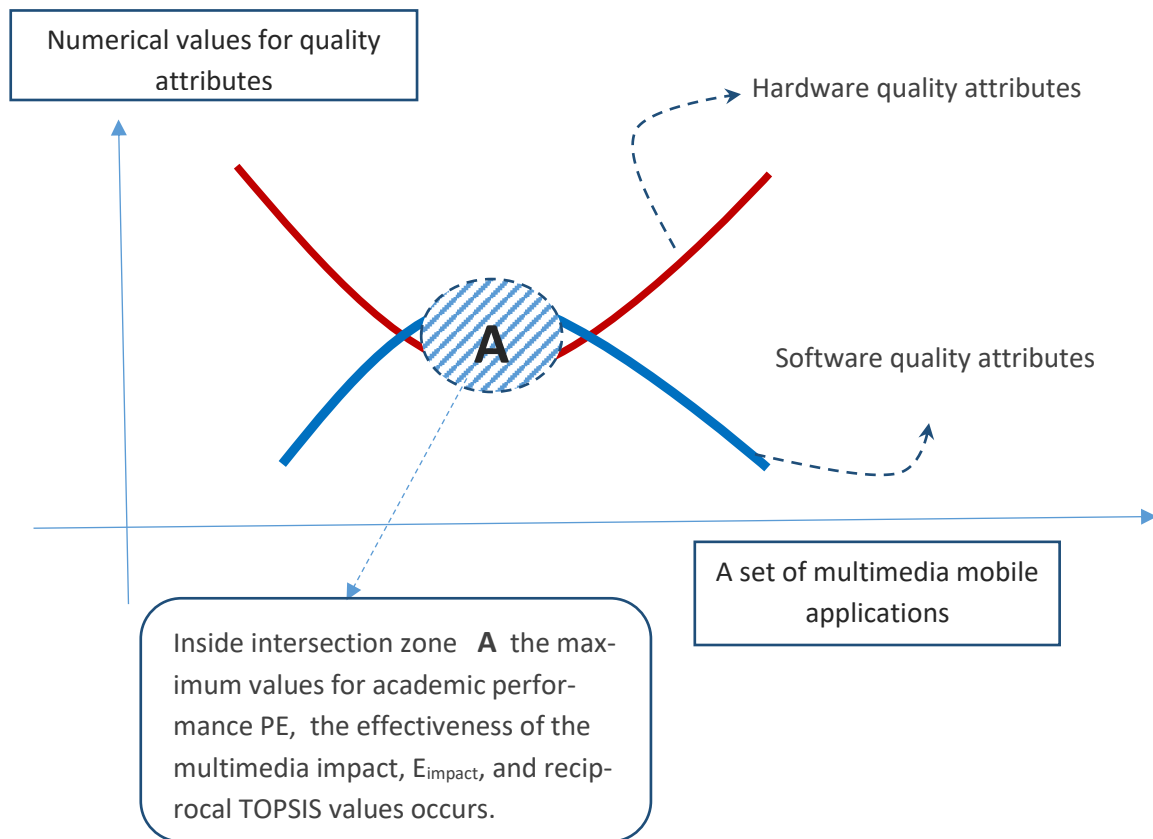 Numerical values for quality
attributes
Hardware quality attributes
A
Software quality attributes
A set of multimedia mobile
applications
Inside intersection zone A the max-
imum values for academic perfor-
mance PE, the effectiveness of the
multimedia impact, Eimpact, and recip-
rocal TOPSIS values occurs.